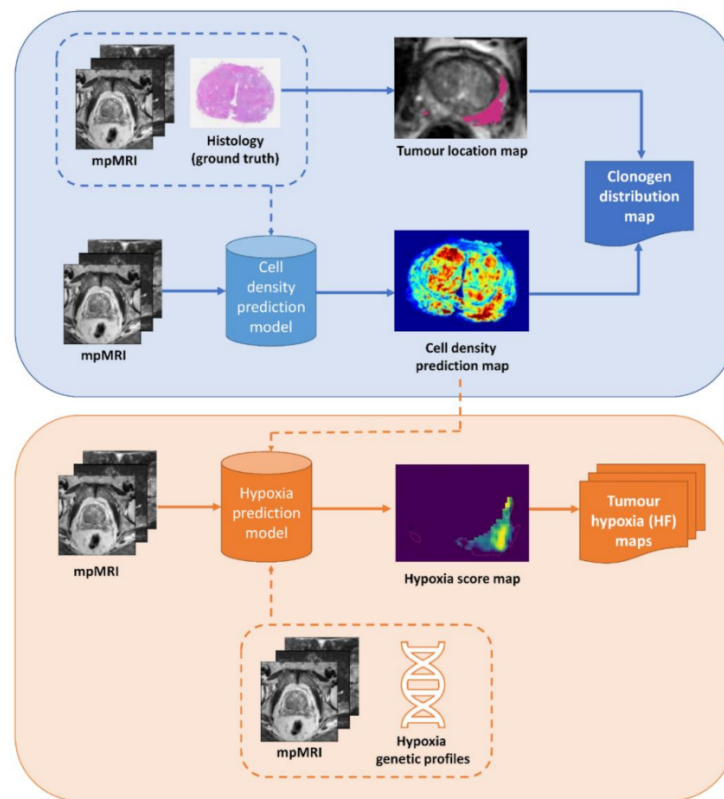 mpMRI
Histology
(ground truth)
Tumour location map
Clonogen
distribution
map
mpMRI
Cell
density
prediction
model
Cell density
prediction map
mpMRI
Hypoxia
prediction
model
Hypoxia score map
Tumour
hypoxia (HF)
maps
mpMRI
Hypoxia
genetic profiles